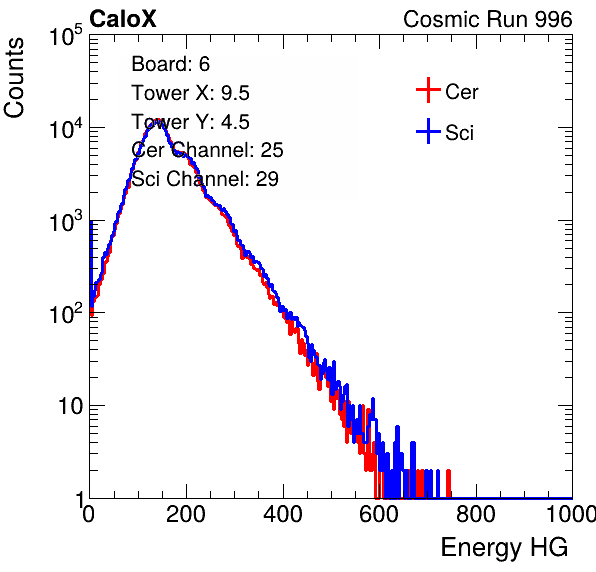 CaloX Cosmic Run 996
Counts
10^5
10^4
10^3
10^2
10
1
Board: 6
Tower X: 9.5
Tower Y: 4.5
Cer Channel: 25
Sci Channel: 29
Cer
Sci
0 200 400 600 800 1000
Energy HG